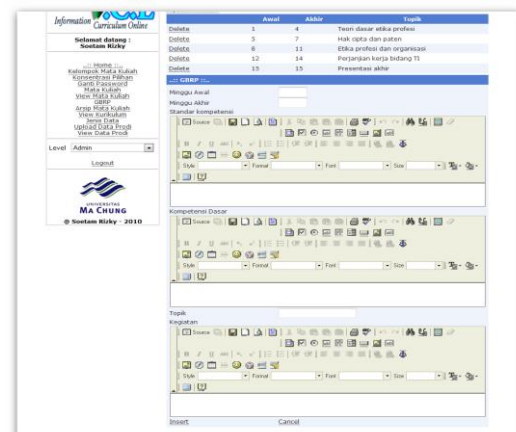 Information Curriculum Online
Selamat datang :
Soetam Rizky
..:: Home ::..
Kelompok Mata Kuliah
Konsentrasi Pilihan
Ganti Password
Mata Kuliah
View Mata Kuliah
GBRP
Arsip Mata Kuliah
View Kurikulum
Jenis Data
Upload Data Prodi
View Data Prodi
Level Admin
Logout
UNIVERSITAS
MA CHUNG
@ Soetam Rizky - 2010
Awal Akhir Topik
Delete 1 4 Teori dasar etika profesi
Delete 5 7 Hak cipta dan paten
Delete 8 11 Etika profesi dan organisasi
Delete 12 14 Perjanjian kerja bidang TI
Delete 15 15 Presentasi akhir
..:: GBRP ::..
Minggu Awal
Minggu Akhir
Standar kompetensi
Source
B I U
Style Format Font Size
Kompetensi Dasar
Source
B I U
Style Format Font Size
Topik
Kegiatan
Source
B I U
Style Format Font Size
Insert Cancel